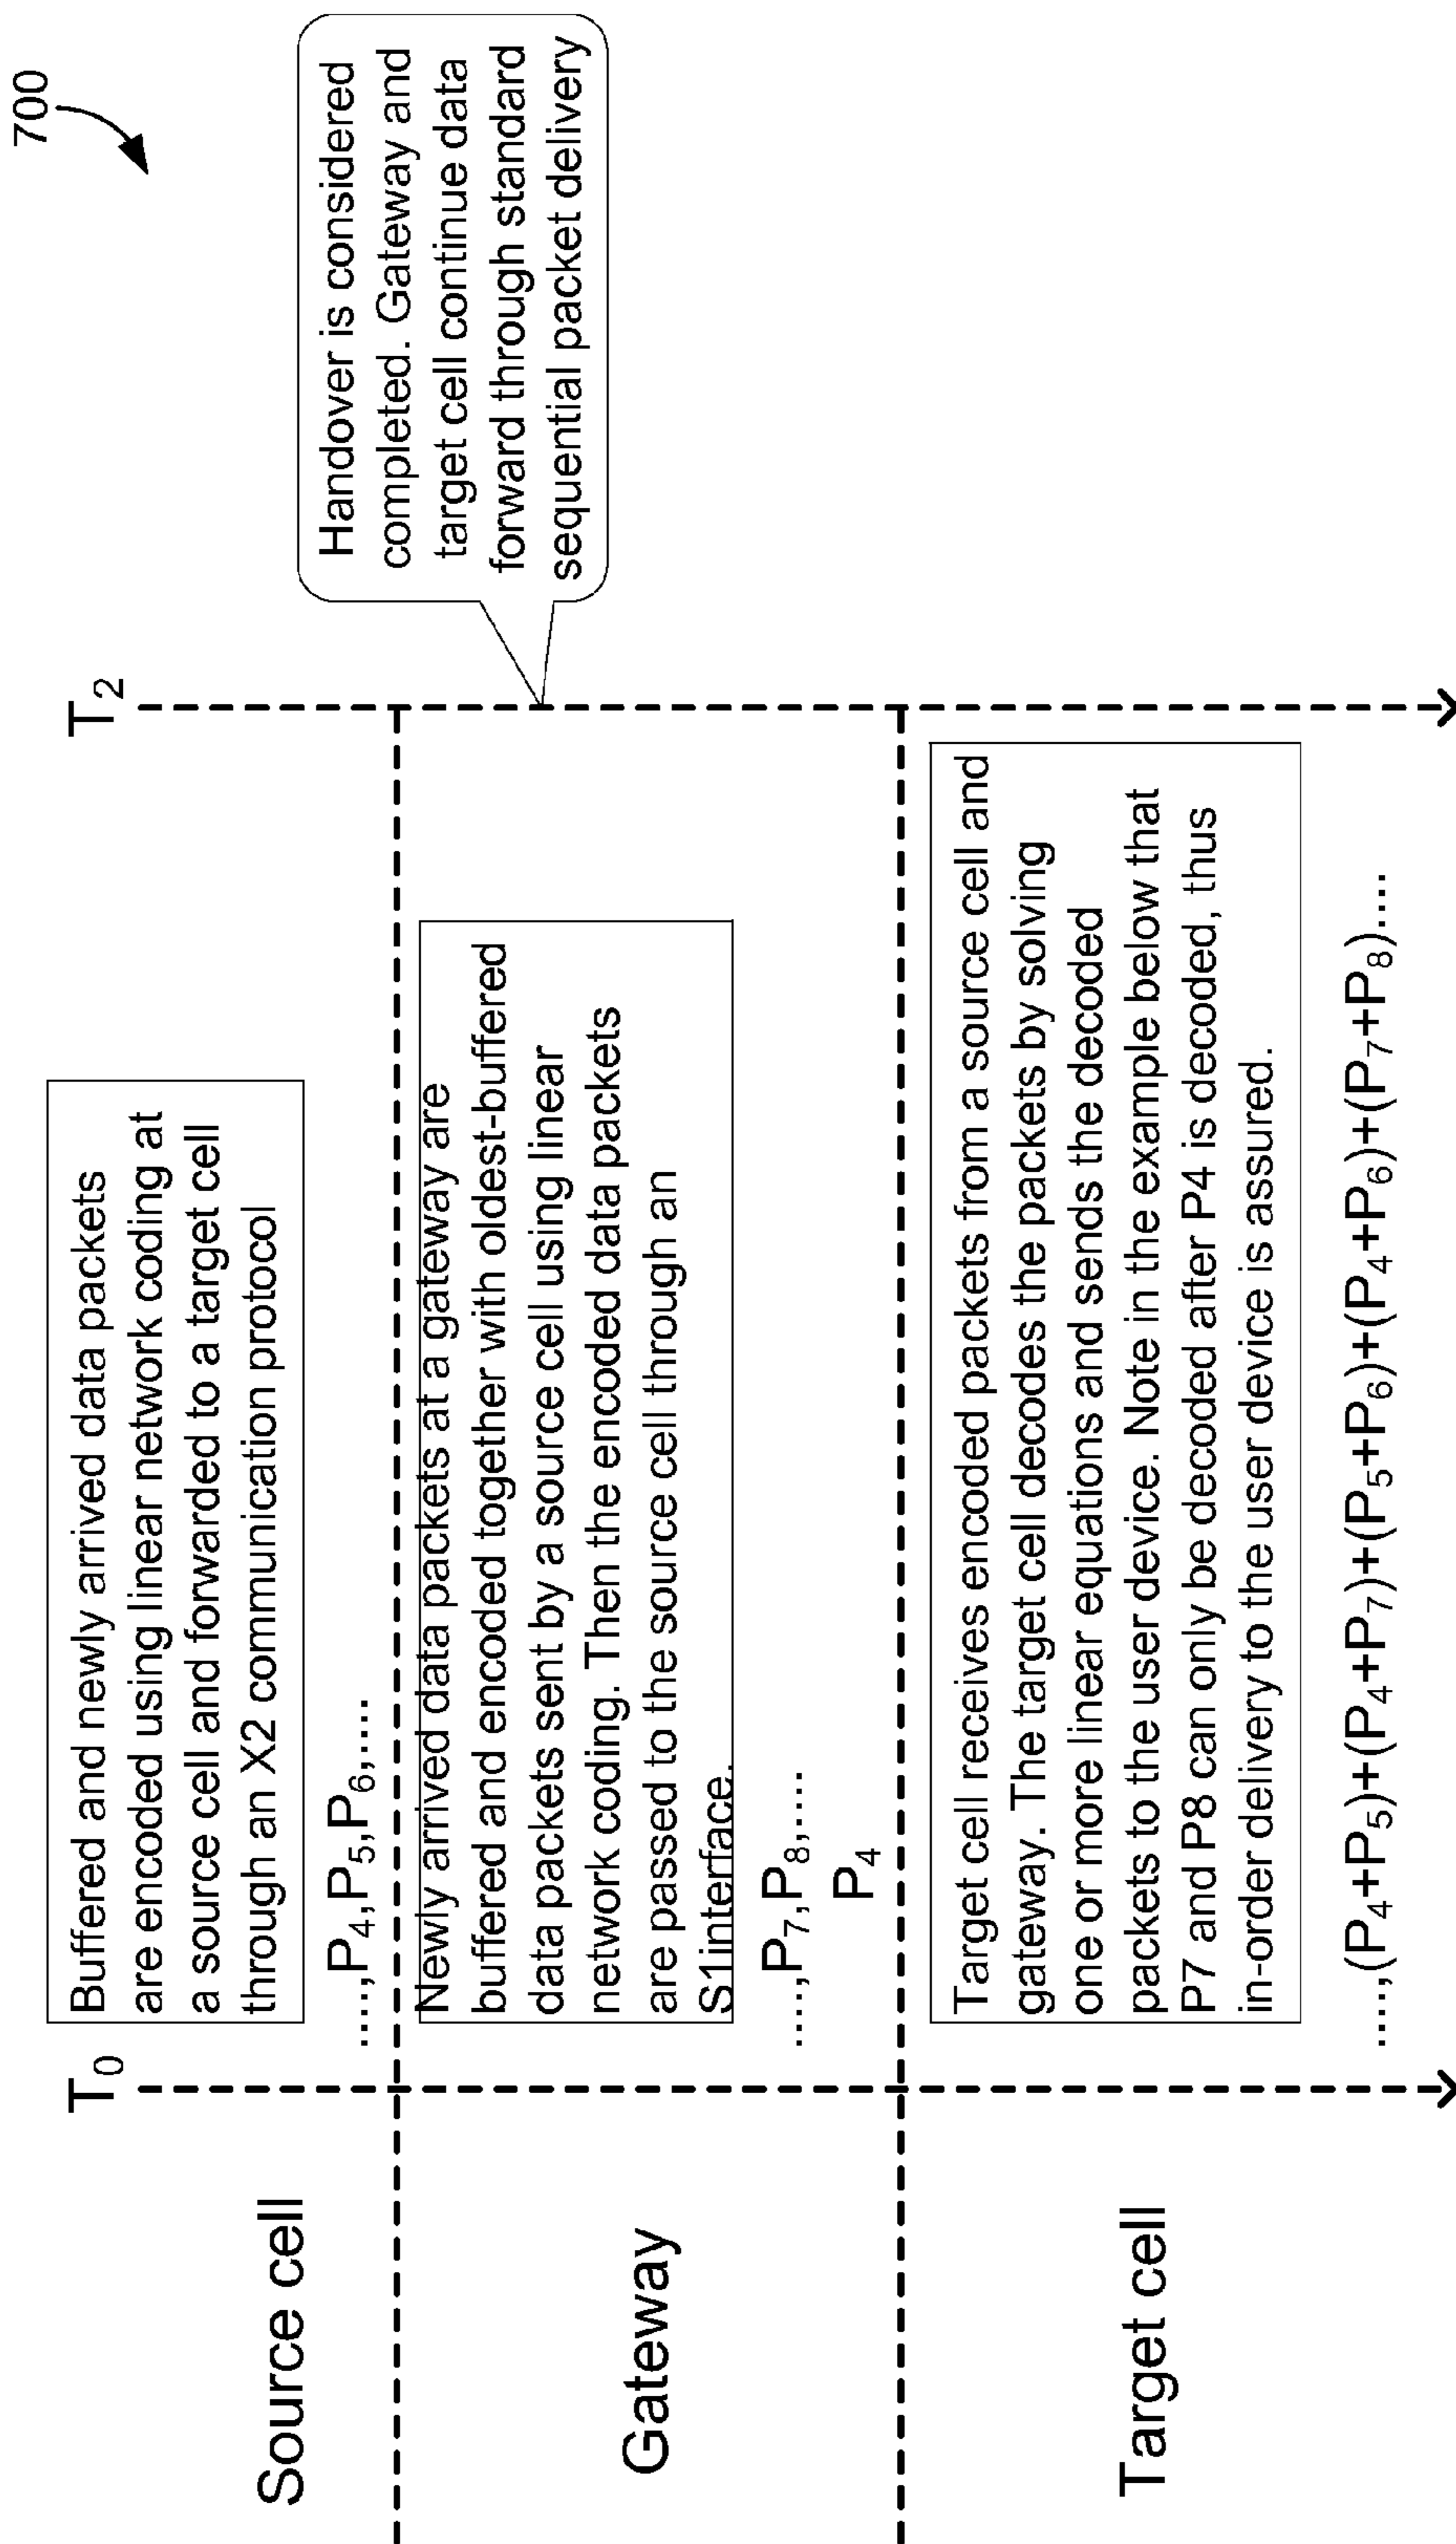 700
T₀
T₂
Source cell
Buffered and newly arrived data packets
are encoded using linear network coding at
a source cell and forwarded to a target cell
through an X2 communication protocol
....,P₄,P₅,P₆,....
Handover is considered
completed. Gateway and
target cell continue data
forward through standard
sequential packet delivery
Gateway
Newly arrived data packets at a gateway are
buffered and encoded together with oldest-buffered
data packets sent by a source cell using linear
network coding. Then the encoded data packets
are passed to the source cell through an
S1interface.
....,P₇,P₈,....
P₄
Target cell
Target cell receives encoded packets from a source cell and
gateway. The target cell decodes the packets by solving
one or more linear equations and sends the decoded
packets to the user device. Note in the example below that
P7 and P8 can only be decoded after P4 is decoded, thus
in-order delivery to the user device is assured.
....,(P₄+P₅)+(P₄+P₇)+(P₅+P₆)+(P₄+P₆)+(P₇+P₈)....